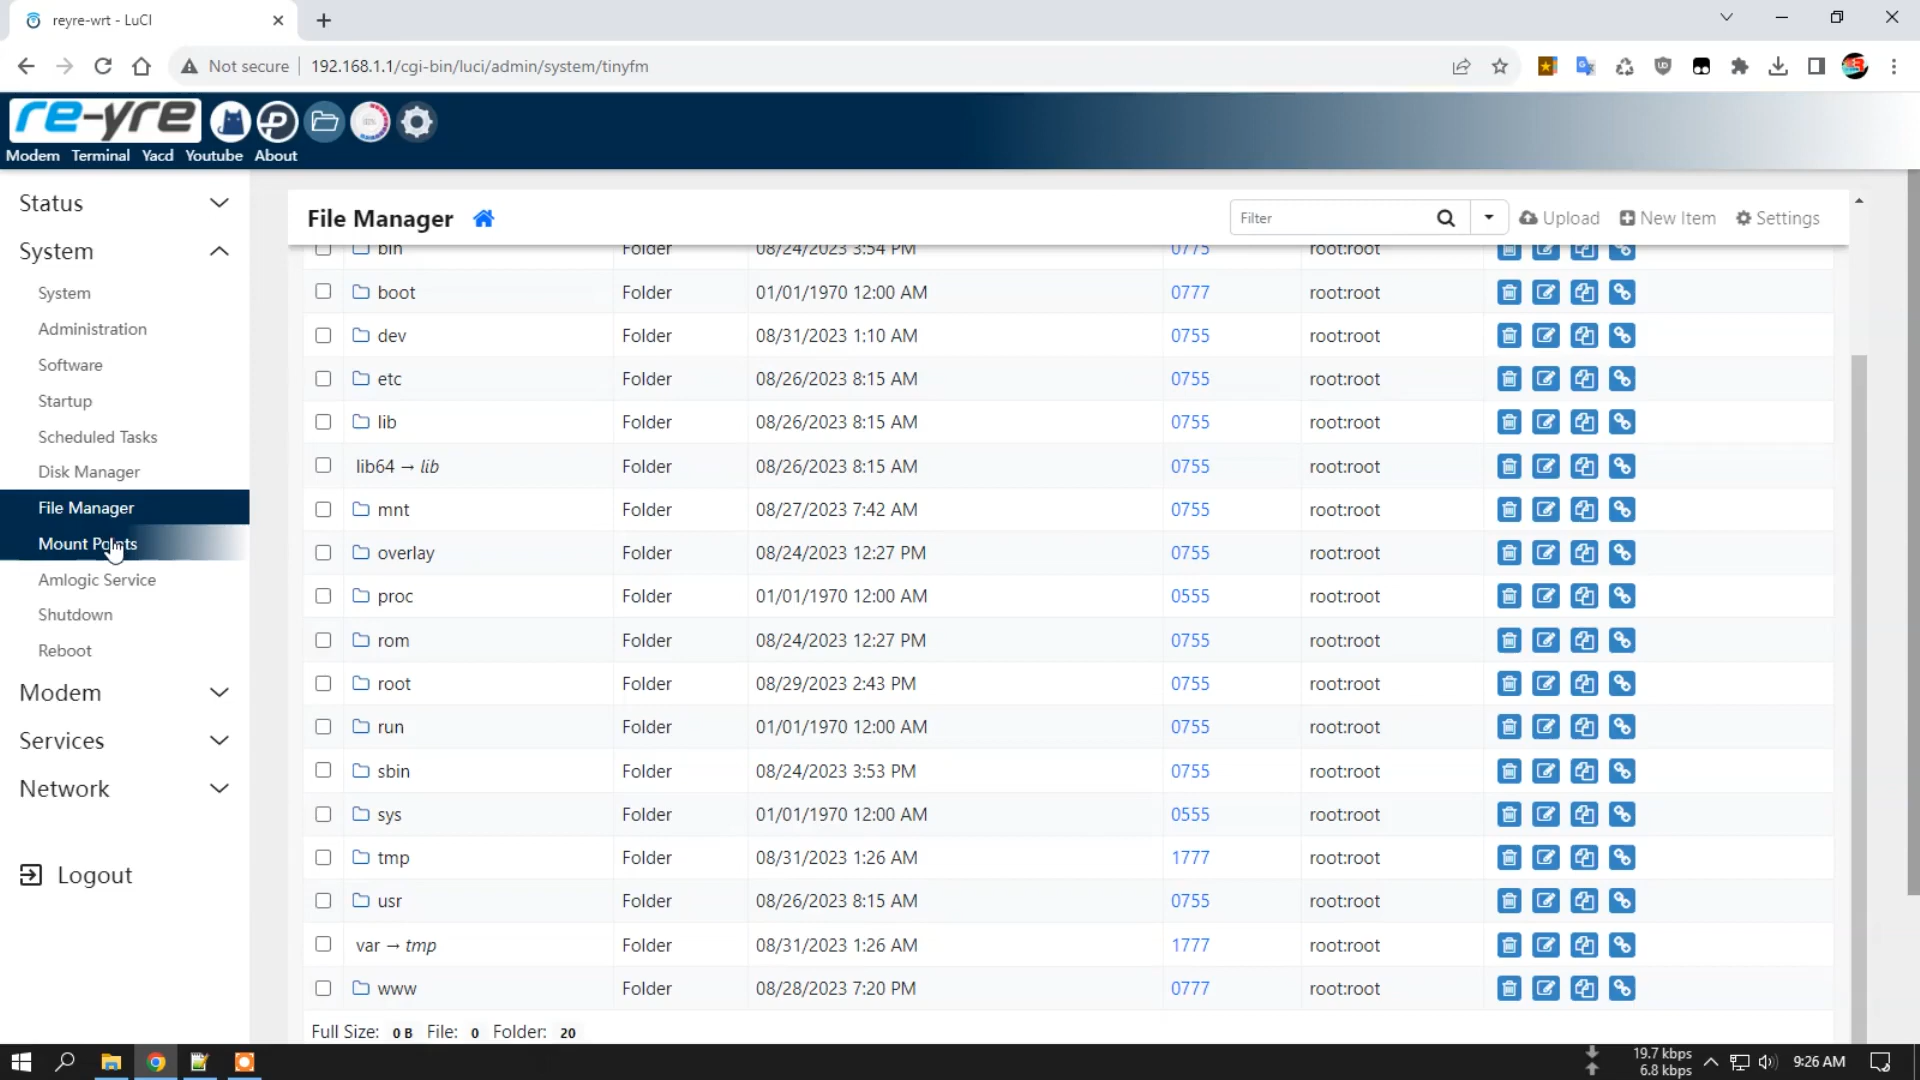 reyre-wrt - LuCI
Not secure 192.168.1.1/cgi-bin/luci/admin/system/tinyfm
re-yre
Modem Terminal Yacd Youtube About
Status
System
System
Administration
Software
Startup
Scheduled Tasks
Disk Manager
File Manager
Mount Points
Amlogic Service
Shutdown
Reboot
Modem
Services
Network
Logout
File Manager Filter Upload New Item Settings
bin Folder 08/24/2023 3:54 PM 0775 root:root
boot Folder 01/01/1970 12:00 AM 0777 root:root
dev Folder 08/31/2023 1:10 AM 0755 root:root
etc Folder 08/26/2023 8:15 AM 0755 root:root
lib Folder 08/26/2023 8:15 AM 0755 root:root
lib64 → lib Folder 08/26/2023 8:15 AM 0755 root:root
mnt Folder 08/27/2023 7:42 AM 0755 root:root
overlay Folder 08/24/2023 12:27 PM 0755 root:root
proc Folder 01/01/1970 12:00 AM 0555 root:root
rom Folder 08/24/2023 12:27 PM 0755 root:root
root Folder 08/29/2023 2:43 PM 0755 root:root
run Folder 01/01/1970 12:00 AM 0755 root:root
sbin Folder 08/24/2023 3:53 PM 0755 root:root
sys Folder 01/01/1970 12:00 AM 0555 root:root
tmp Folder 08/31/2023 1:26 AM 1777 root:root
usr Folder 08/26/2023 8:15 AM 0755 root:root
var → tmp Folder 08/31/2023 1:26 AM 1777 root:root
www Folder 08/28/2023 7:20 PM 0777 root:root
Full Size: 0 B File: 0 Folder: 20
19.7 kbps
6.8 kbps
9:26 AM